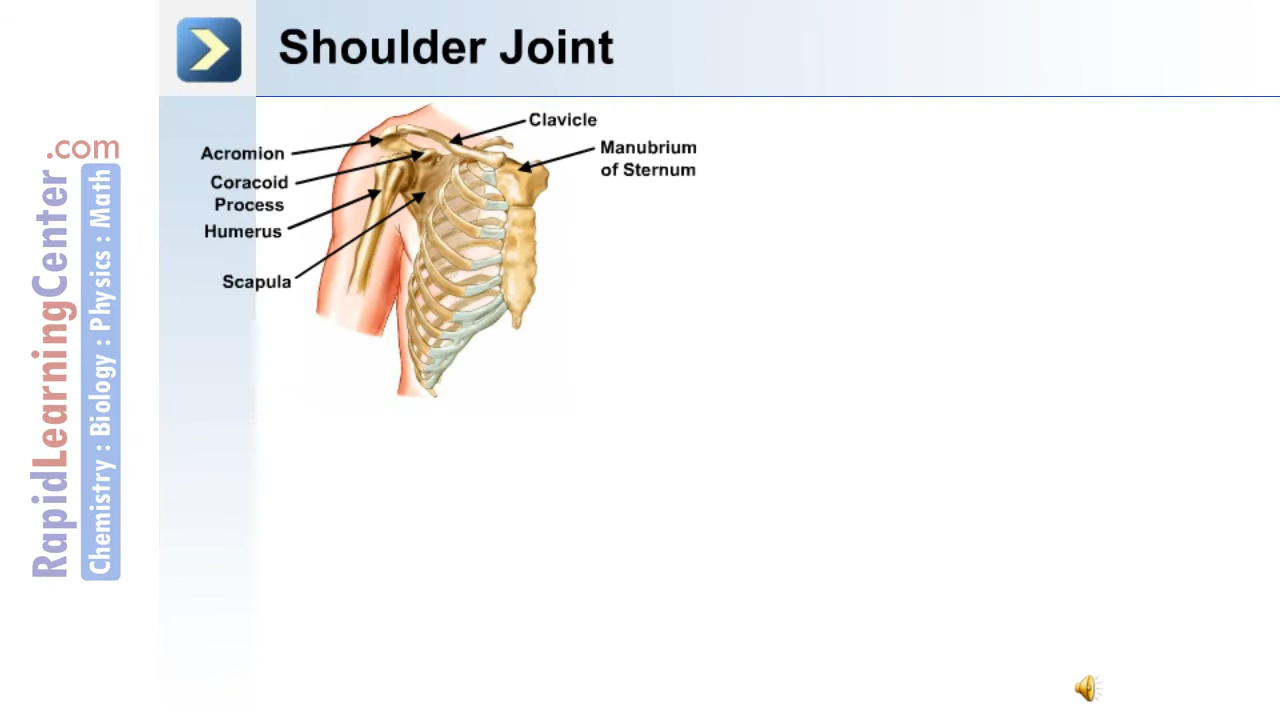 Shoulder Joint
Clavicle
Manubrium
of Sternum
Acromion
Coracoid
Process
Humerus
Scapula
RapidLearningCenter.com
Chemistry : Biology : Physics : Math